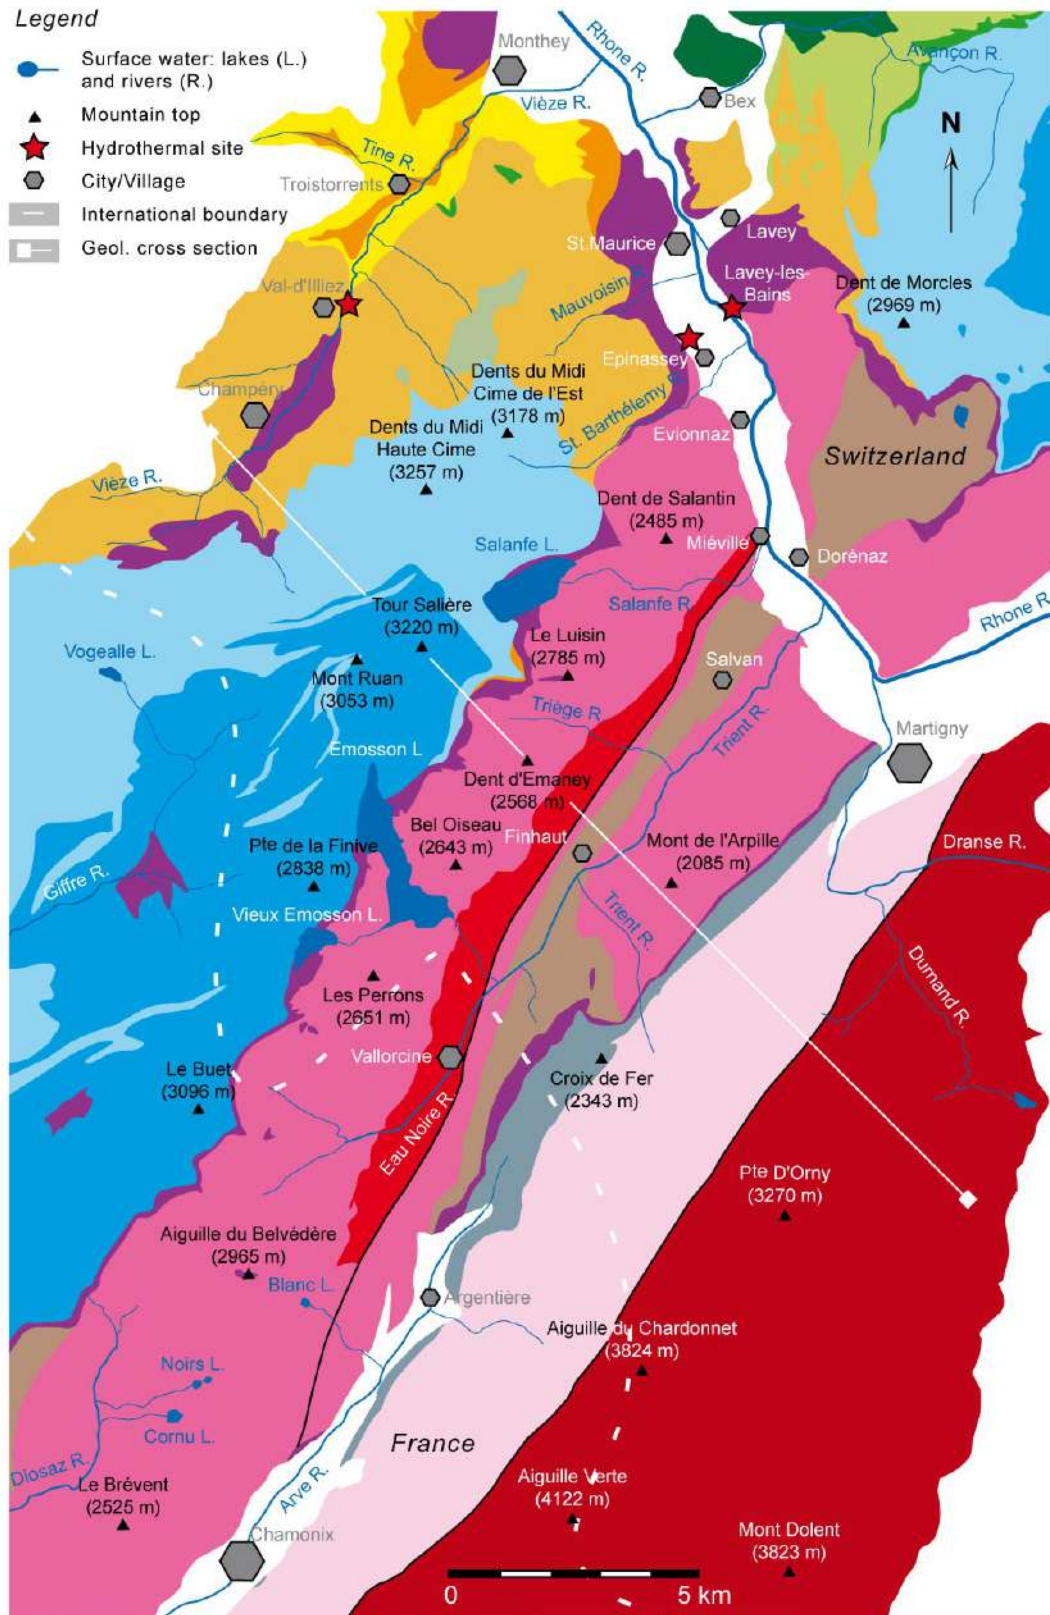 Legend
Surface water: lakes (L.)
and rivers (R.)
Mountain top
Hydrothermal site
City/Village
International boundary
Geol. cross section
Monthey
Rhone R.
Avançon R.
Vièze R.
Bex
N
Tine R.
Troistorrents
St.Maurice
Lavey
Val-d'Illiez
Mauvoisin
Lavey-les-
Bains
Dent de Morcles
(2969 m)
Epinassey
Champéry
Dents du Midi
Cime de l'Est
(3178 m)
St. Barthélemy
Evionnaz
Dents du Midi
Haute Cime
(3257 m)
Switzerland
Vièze R.
Dent de Salantin
(2485 m)
Miéville
Salanfe L.
Dorénaz
Salanfe R.
Rhone R.
Tour Salière
(3220 m)
Le Luisin
(2785 m)
Vogealle L.
Mont Ruan
(3053 m)
Salvan
Triège R.
Trient R.
Emosson L
Martigny
Dent d'Emaney
(2568 m)
Bel Oiseau
(2643 m)
Finhaut
Pte de la Finive
(2838 m)
Mont de l'Arpille
(2085 m)
Dranse R.
Giffre R.
Vieux Emosson L.
Trient R.
Durnand R.
Les Perrons
(2651 m)
Vallorcine
Le Buet
(3096 m)
Croix de Fer
(2343 m)
Eau Noire R.
Pte D'Orny
(3270 m)
Aiguille du Belvédère
(2965 m)
Blanc L.
Argentière
Aiguille du Chardonnet
(3824 m)
Noirs L.
Cornu L.
France
Diosaz R.
Le Brévent
(2525 m)
Arve R.
Aiguille Verte
(4122 m)
Chamonix
Mont Dolent
(3823 m)
0 5 km